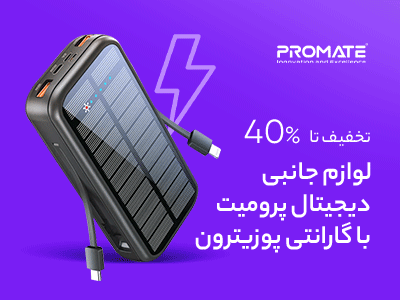 PROMATE
Innovation and Excellence
تخفیف تا 40%
لوازم جانبی
دیجیتال پرومیت
با گارانتی پوزیترون